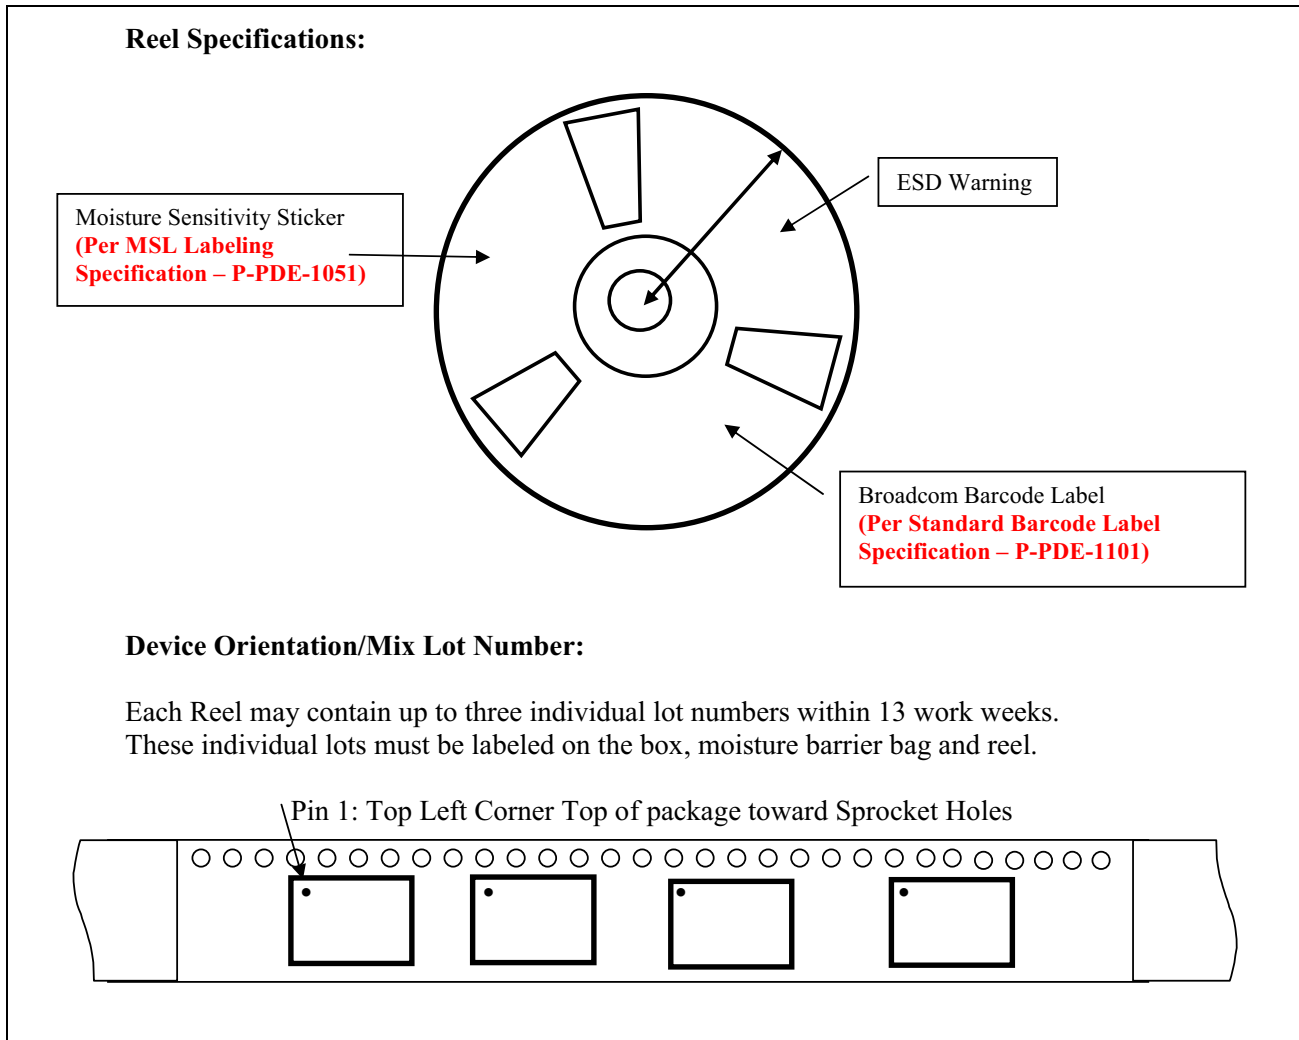 Reel Specifications:
ESD Warning
Moisture Sensitivity Sticker
(Per MSL Labeling
Specification – P-PDE-1051)
Broadcom Barcode Label
(Per Standard Barcode Label
Specification – P-PDE-1101)
Device Orientation/Mix Lot Number:
Each Reel may contain up to three individual lot numbers within 13 work weeks.
These individual lots must be labeled on the box, moisture barrier bag and reel.
Pin 1: Top Left Corner Top of package toward Sprocket Holes